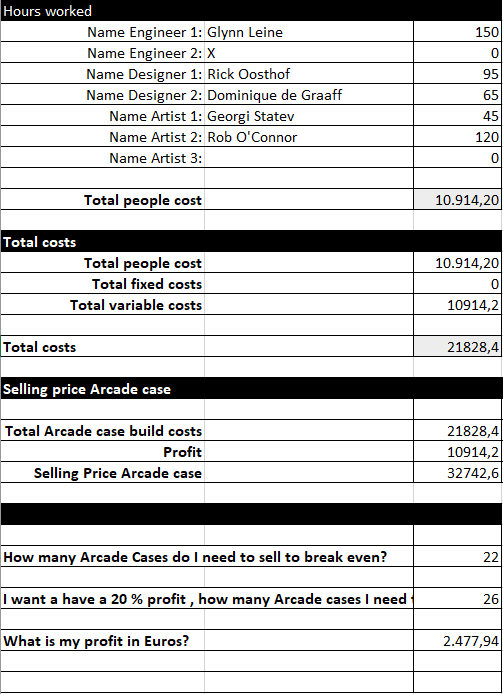 Hours worked
Name Engineer 1: Glynn Leine 150
Name Engineer 2: X 0
Name Designer 1: Rick Oosthof 95
Name Designer 2: Dominique de Graaff 65
Name Artist 1: Georgi Statev 45
Name Artist 2: Rob O'Connor 120
Name Artist 3: 0
Total people cost 10.914,20
Total costs
Total people cost 10.914,20
Total fixed costs 0
Total variable costs 10914,2
Total costs 21828,4
Selling price Arcade case
Total Arcade case build costs 21828,4
Profit 10914,2
Selling Price Arcade case 32742,6
How many Arcade Cases do I need to sell to break even? 22
I want a have a 20 % profit , how many Arcade cases I need 26
What is my profit in Euros? 2.477,94